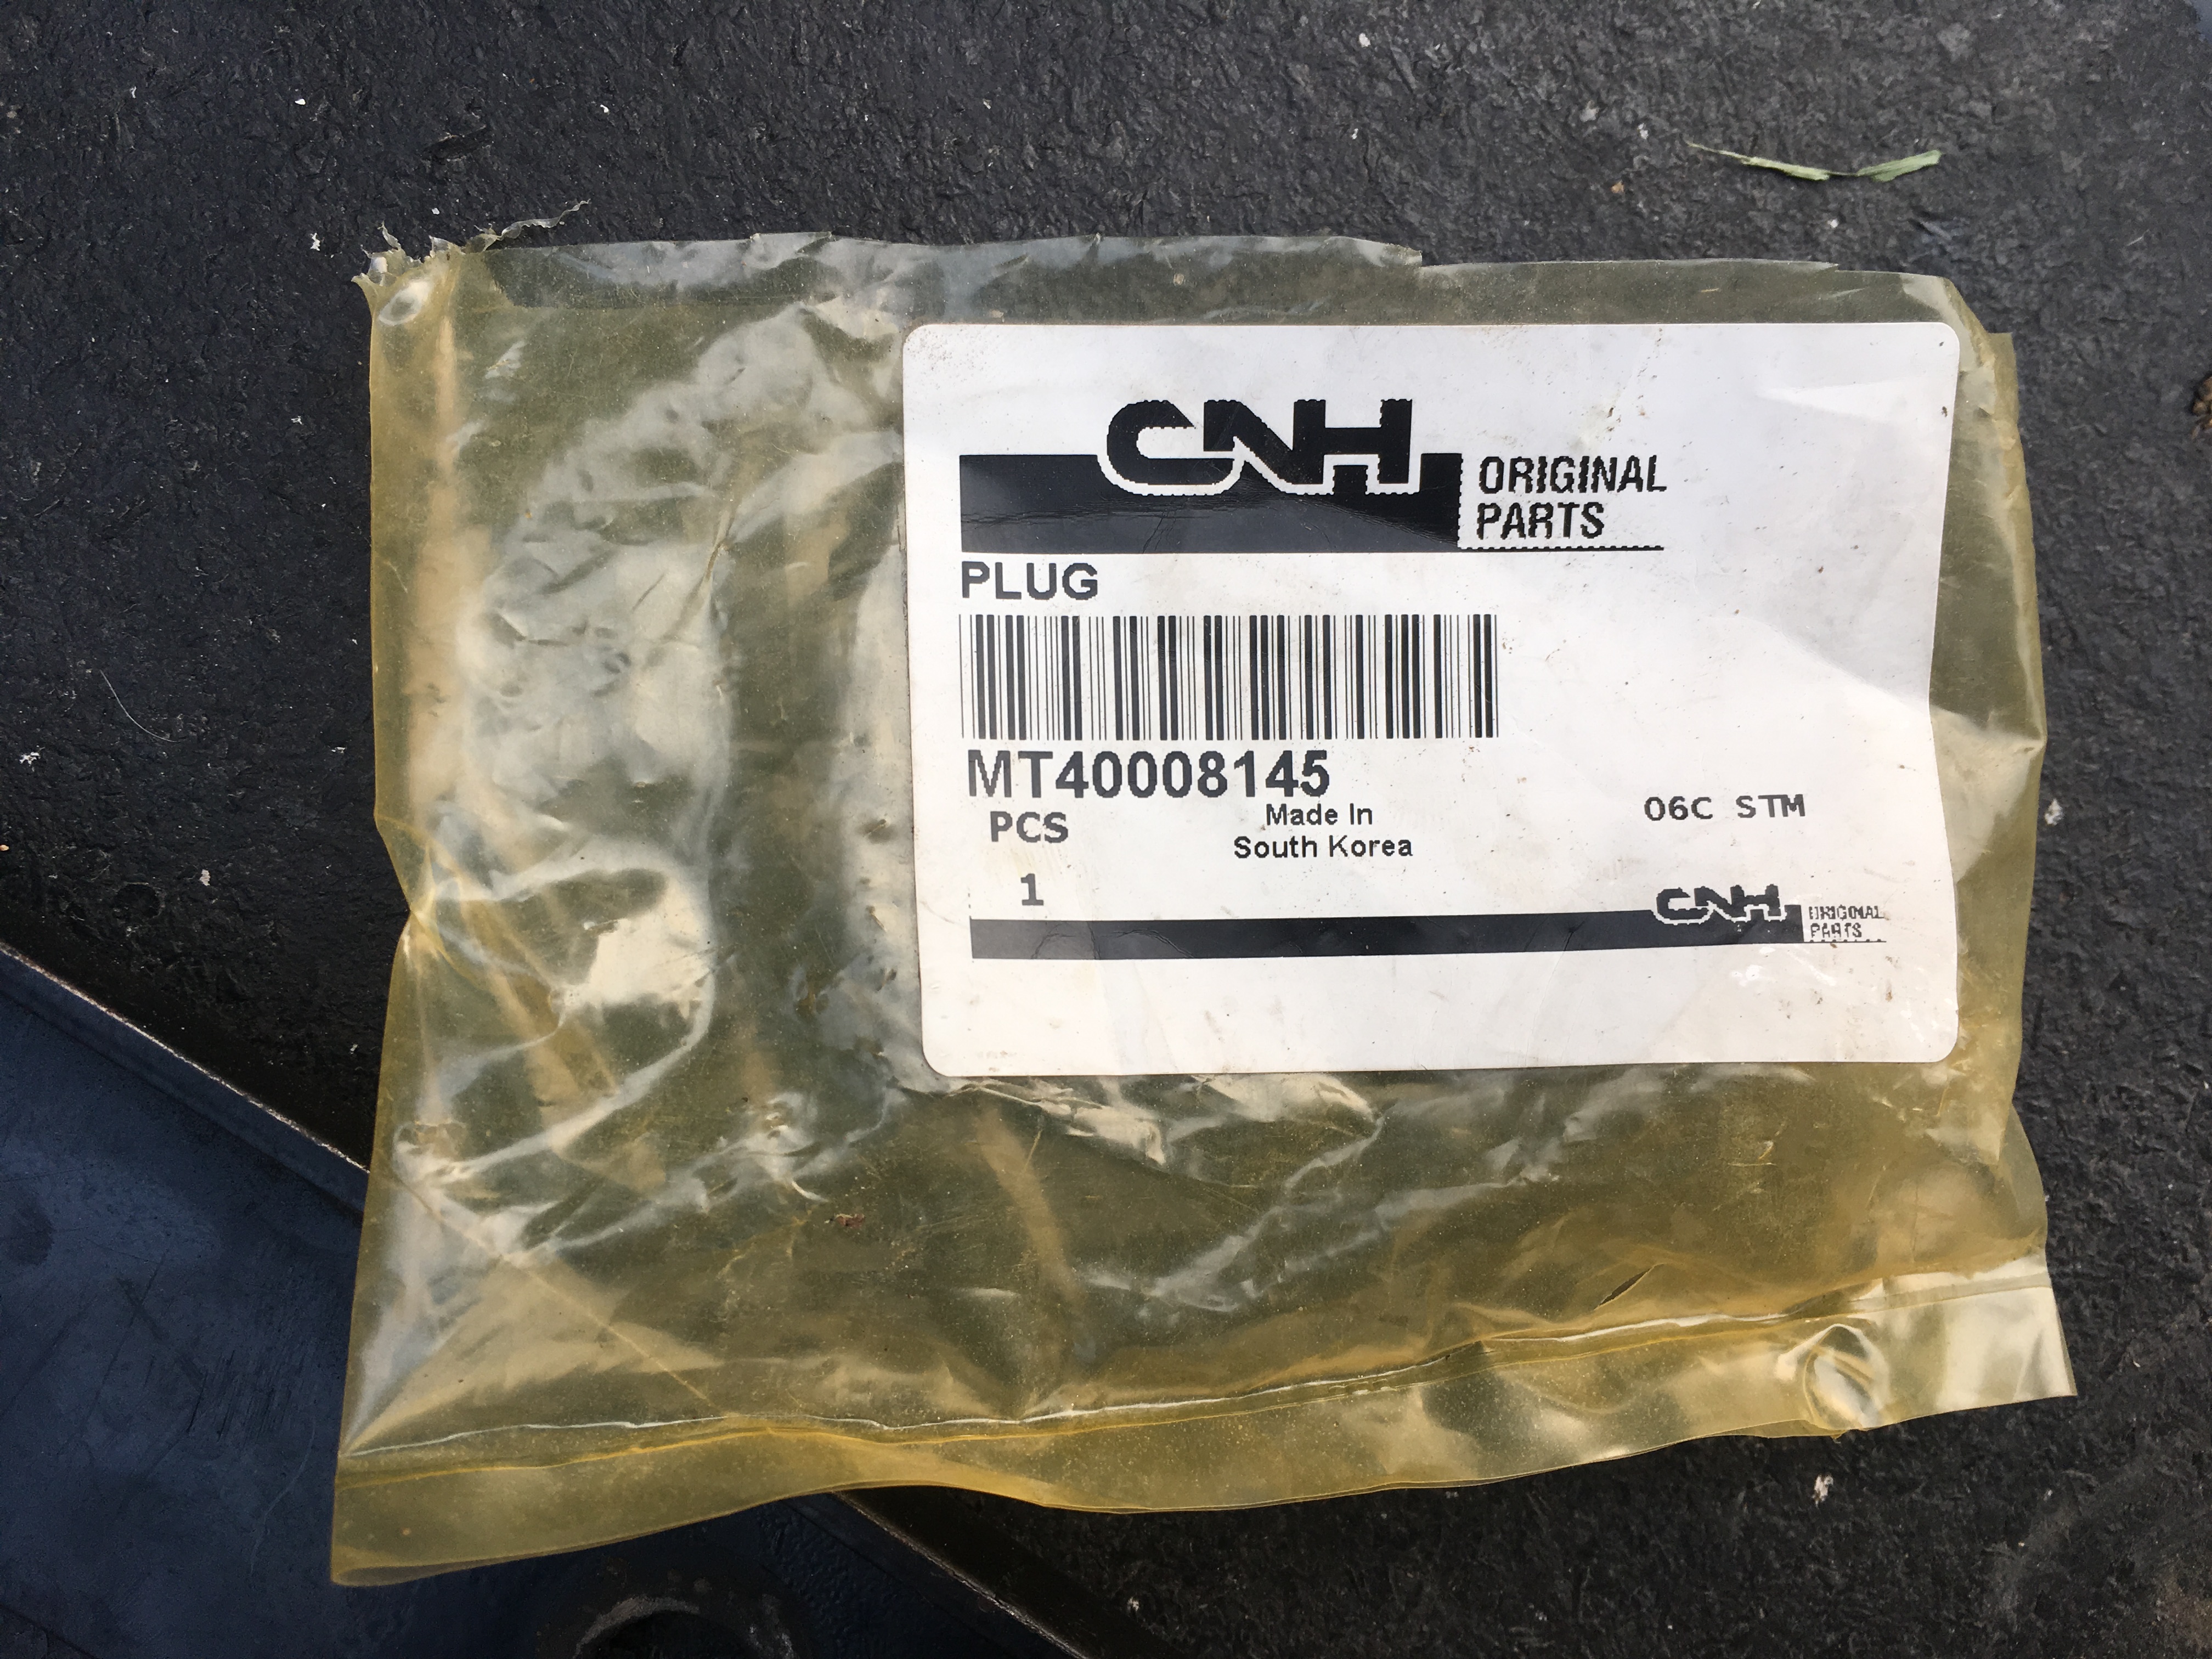 CNH ORIGINAL
PARTS
PLUG
MT40008145
PCS
Made In
South Korea
06C STM
1
CNH ORIGINAL
PARTS